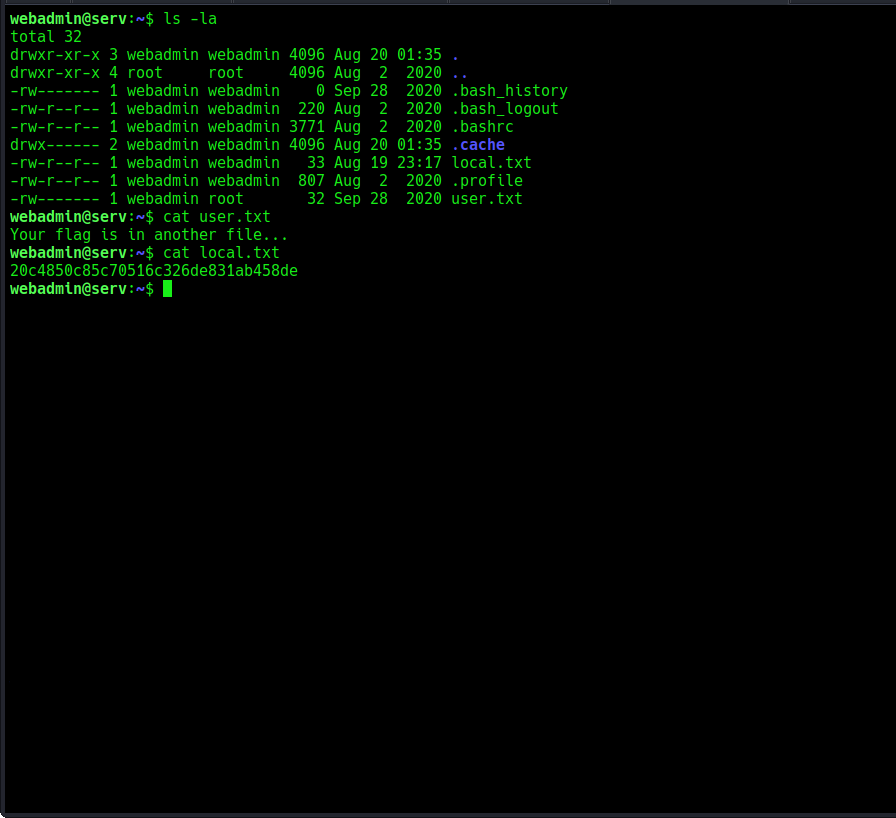 webadmin@serv:~$ ls -la
total 32
drwxr-xr-x 3 webadmin webadmin 4096 Aug 20 01:35 .
drwxr-xr-x 4 root     root     4096 Aug  2  2020 ..
-rw------- 1 webadmin webadmin    0 Sep 28  2020 .bash_history
-rw-r--r-- 1 webadmin webadmin  220 Aug  2  2020 .bash_logout
-rw-r--r-- 1 webadmin webadmin 3771 Aug  2  2020 .bashrc
drwx------ 2 webadmin webadmin 4096 Aug 20 01:35 .cache
-rw-r--r-- 1 webadmin webadmin   33 Aug 19 23:17 local.txt
-rw-r--r-- 1 webadmin webadmin  807 Aug  2  2020 .profile
-rw------- 1 webadmin root       32 Sep 28  2020 user.txt
webadmin@serv:~$ cat user.txt
Your flag is in another file...
webadmin@serv:~$ cat local.txt
20c4850c85c70516c326de831ab458de
webadmin@serv:~$